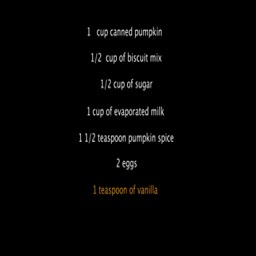 1 cup canned pumpkin
1/2 cup of biscuit mix
1/2 cup of sugar
1 cup of evaporated milk
1 1/2 teaspoon pumpkin spice
2 eggs
1 teaspoon of vanilla